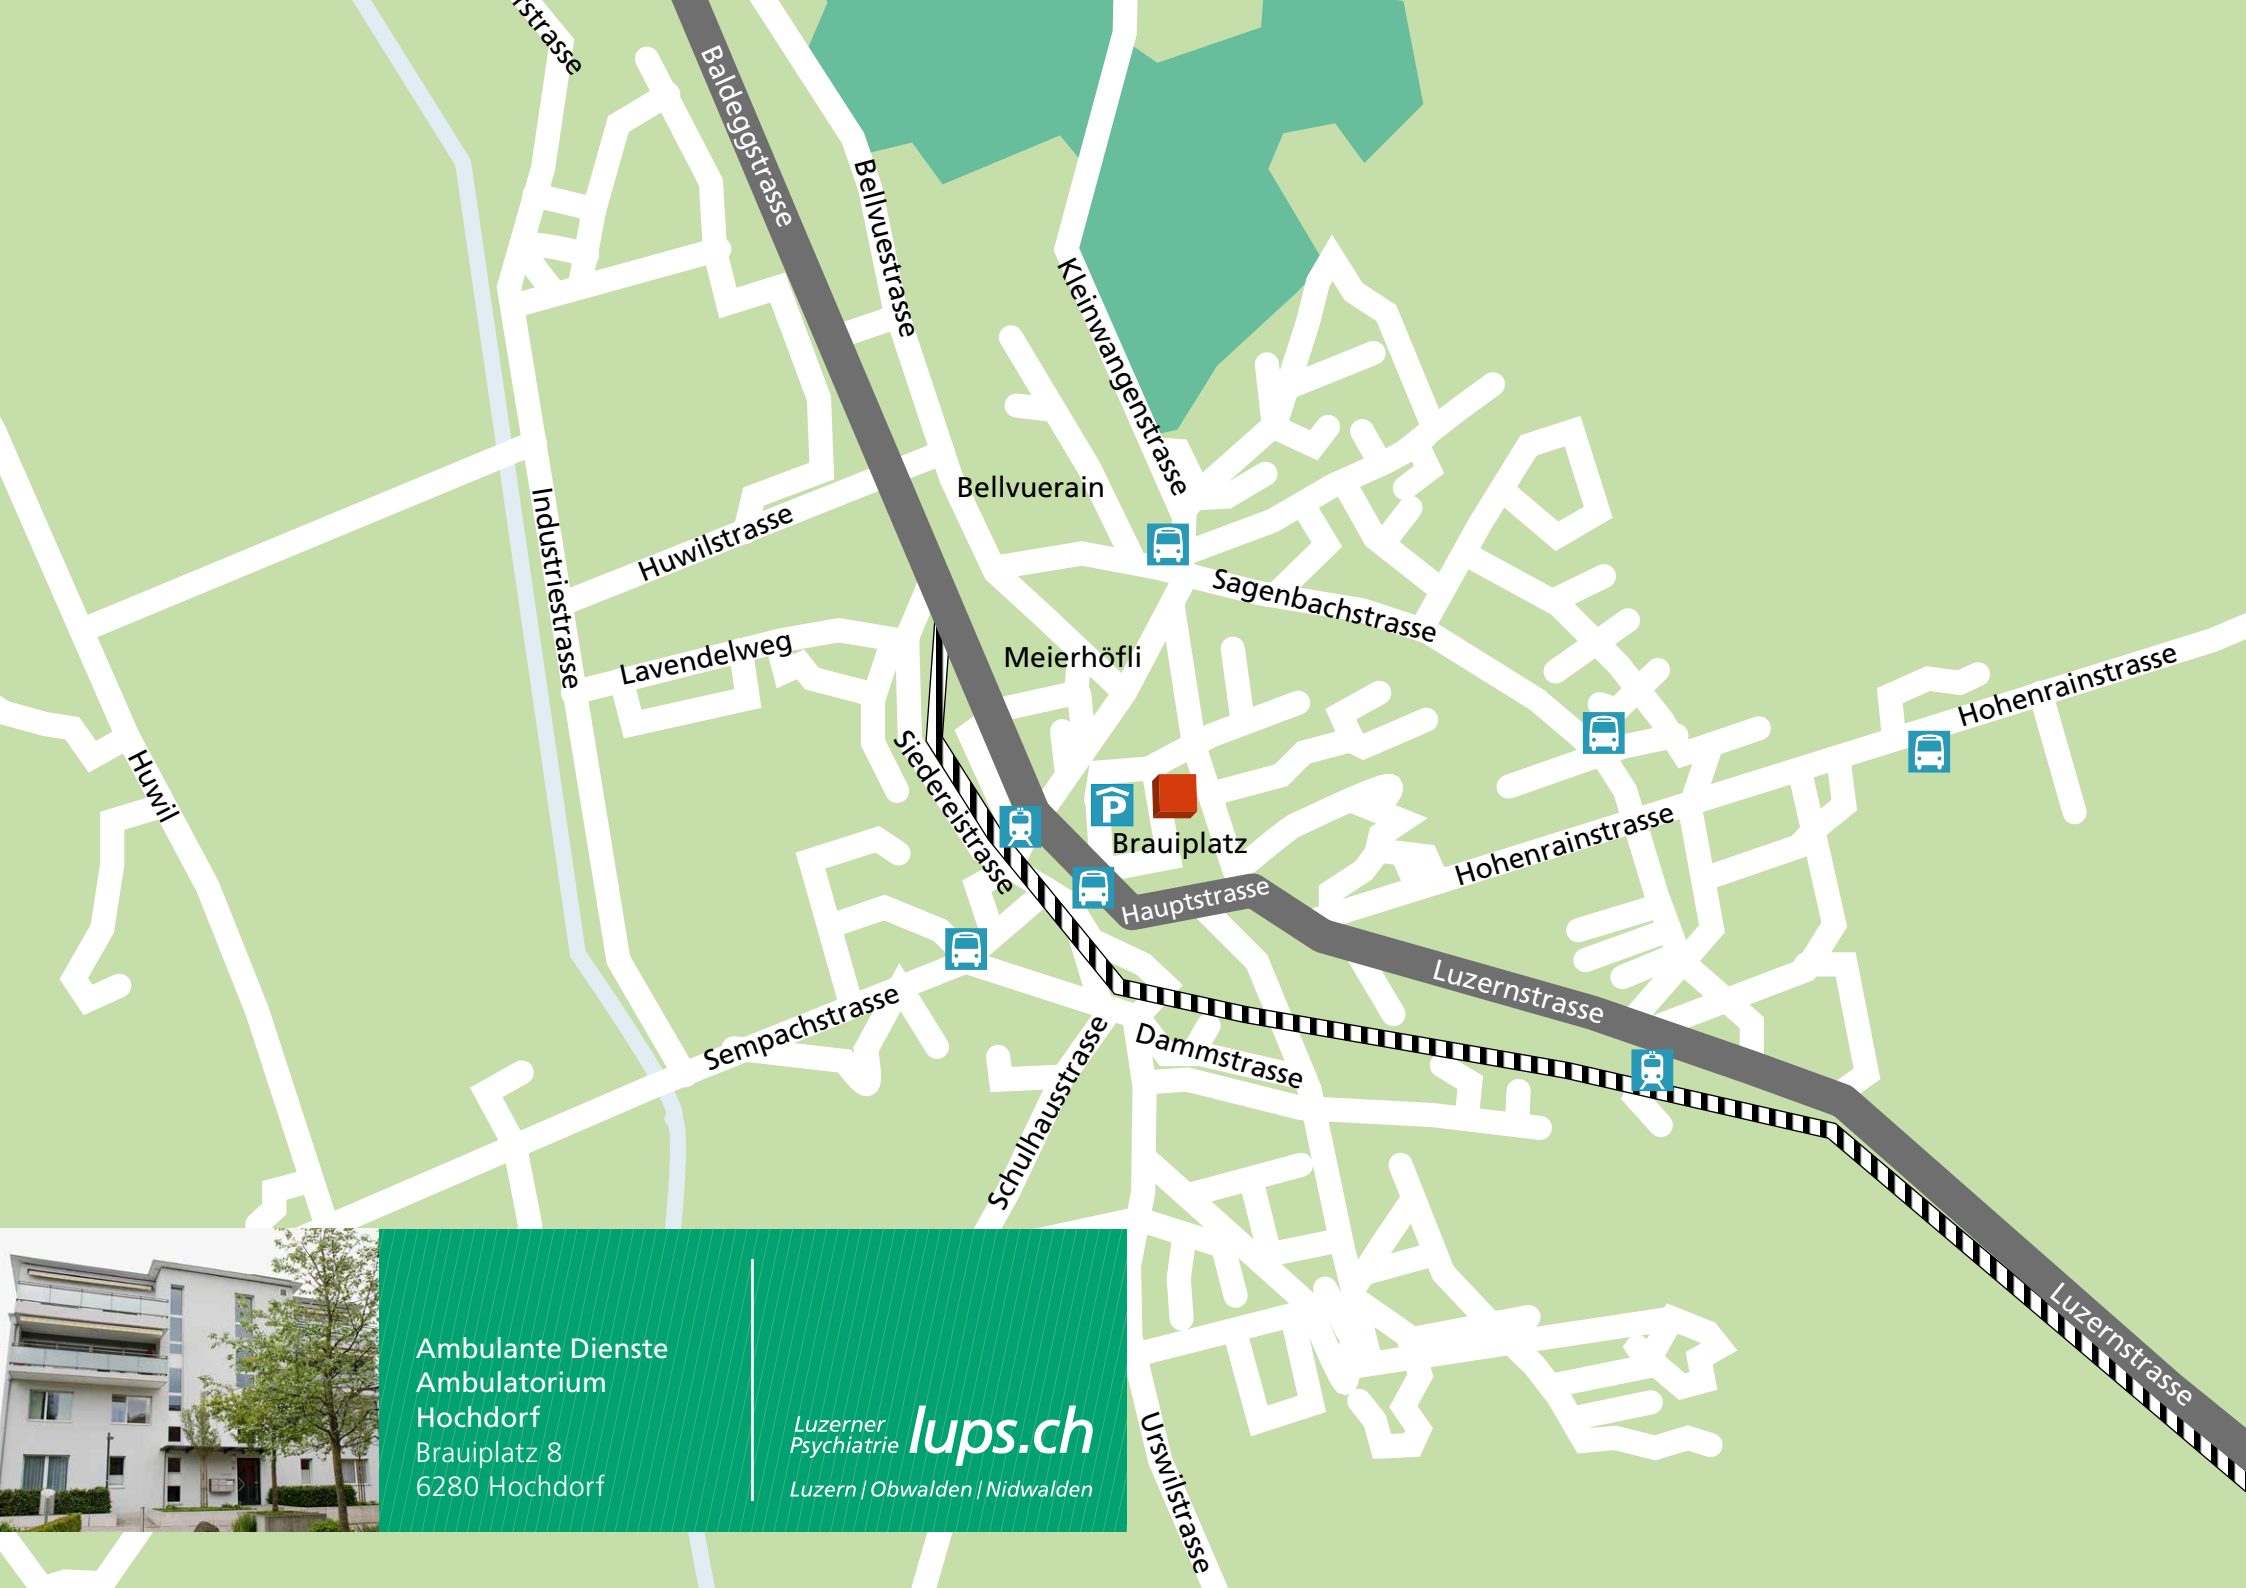 Baldeggstrasse
Bellvuestrasse
Kleinwangenstrasse
Bellvuerain
Industriestrasse
Huwilstrasse
Sagenbachstrasse
Lavendelweg
Meierhöfli
Hohenrainstrasse
Huwil
Siedereistrasse
P
Brauiplatz
Hohenrainstrasse
Hauptstrasse
Luzernstrasse
Sempachstrasse
Dammstrasse
Schulhausstrasse
Luzernstrasse
Urswilstrasse
Ambulante Dienste
Ambulatorium
Hochdorf
Brauiplatz 8
6280 Hochdorf
Luzerner
Psychiatrie lups.ch
Luzern | Obwalden | Nidwalden